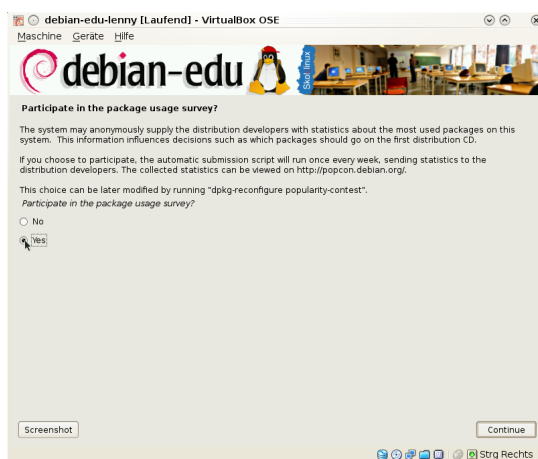 debian-edu-lenny [Laufend] - VirtualBox OSE
Maschine Geräte Hilfe
debian-edu
Skolelinux
Participate in the package usage survey?
The system may anonymously supply the distribution developers with statistics about the most used packages on this
system. This information influences decisions such as which packages should go on the first distribution CD.
If you choose to participate, the automatic submission script will run once every week, sending statistics to the
distribution developers. The collected statistics can be viewed on http://popcon.debian.org/.
This choice can be later modified by running "dpkg-reconfigure popularity-contest".
Participate in the package usage survey?
No
Yes
Screenshot
Continue
Strg Rechts